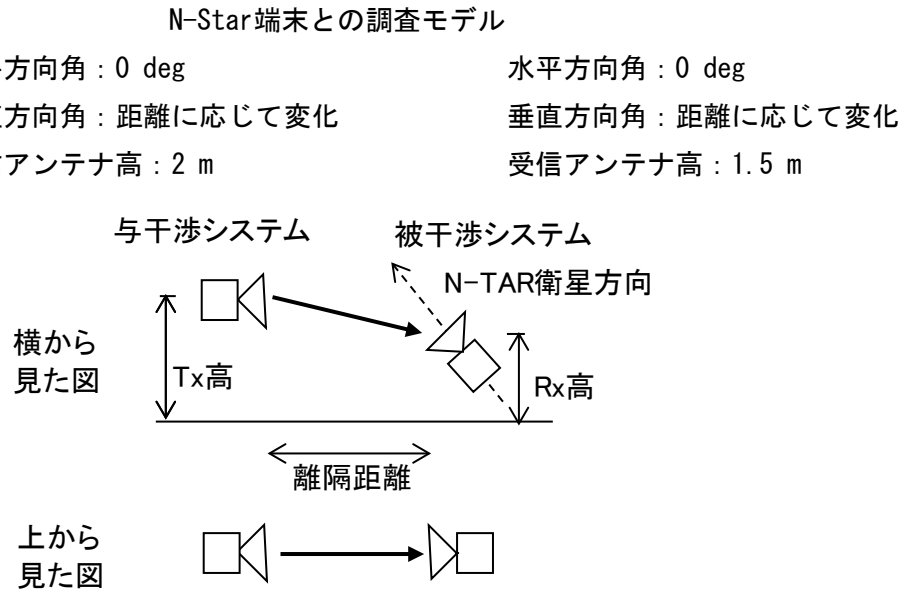 N-Star端末との調査モデル
方向角：0 deg
水平方向角：0 deg
方向角：距離に応じて変化
垂直方向角：距離に応じて変化
アンテナ高：2 m
受信アンテナ高：1.5 m
与干渉システム
被干渉システム
N-TAR衛星方向
横から
見た図
Tx高
Rx高
離隔距離
上から
見た図